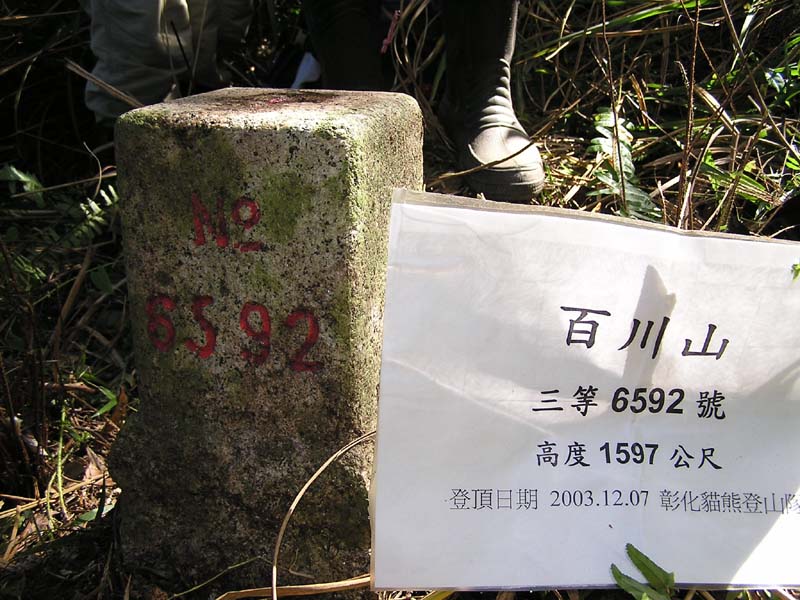 No
6592
百川山
三等 6592 號
高度 1597 公尺
登頂日期 2003.12.07 彰化貓熊登山隊